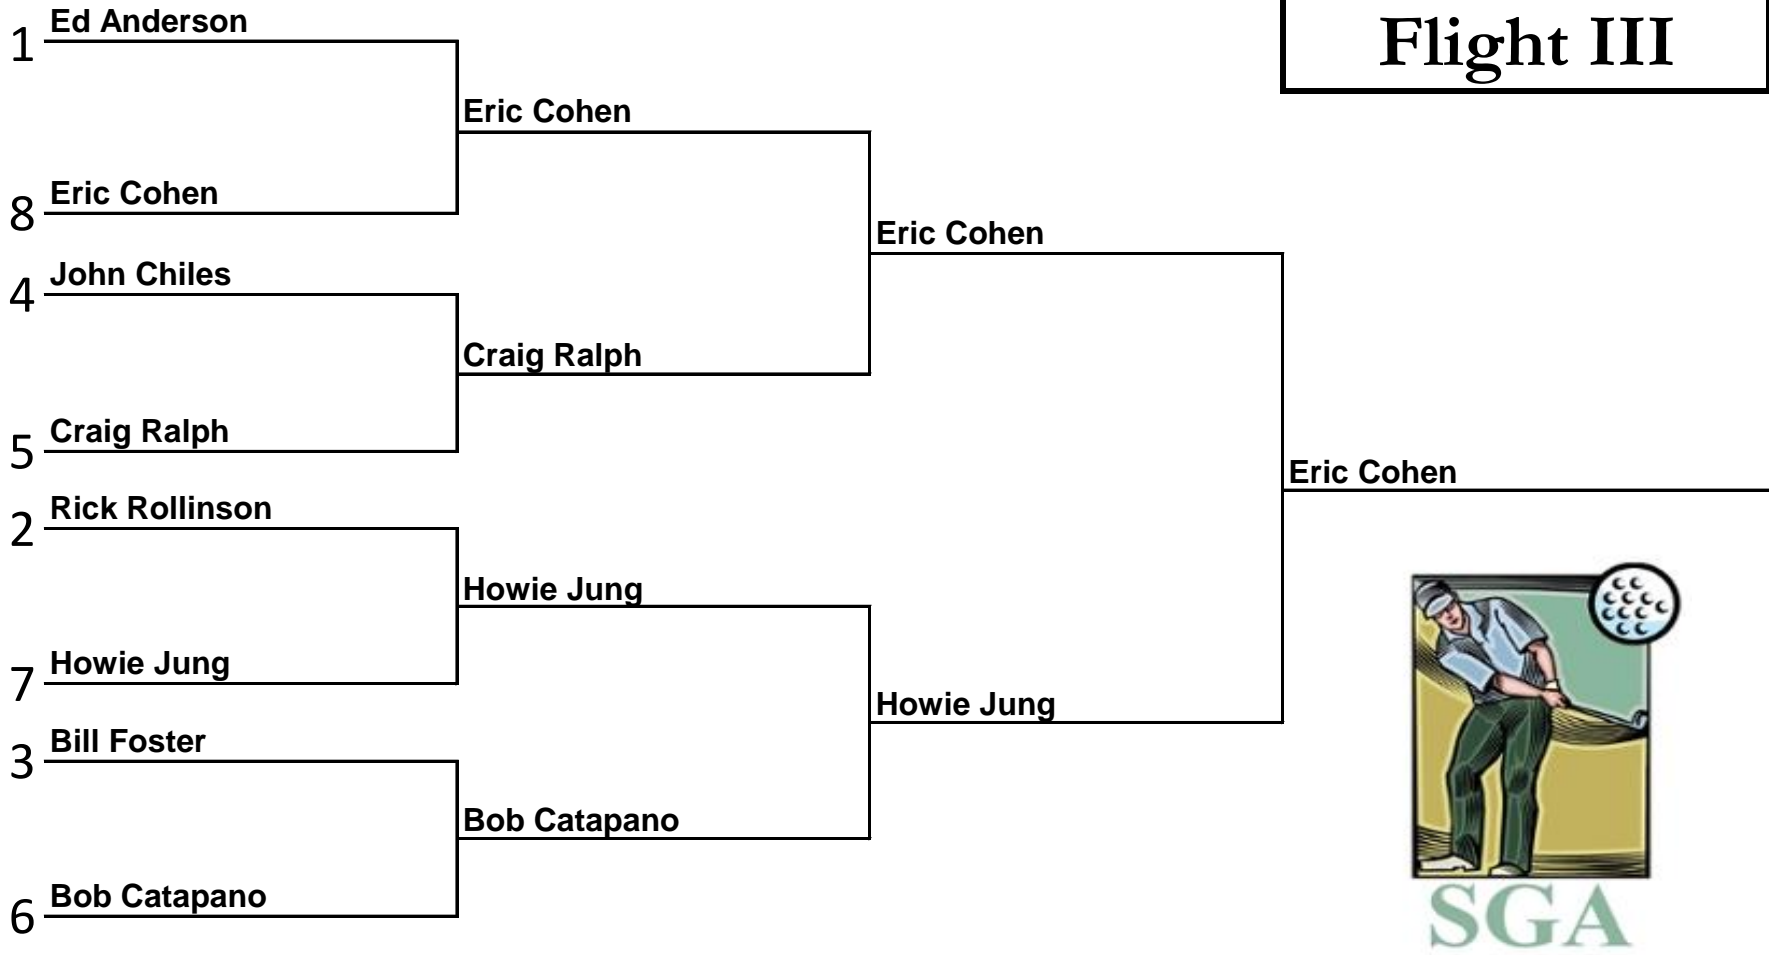 Flight III
1 Ed Anderson
Eric Cohen
8 Eric Cohen
Eric Cohen
4 John Chiles
Craig Ralph
5 Craig Ralph
Eric Cohen
2 Rick Rollinson
Howie Jung
7 Howie Jung
Howie Jung
3 Bill Foster
Bob Catapano
6 Bob Catapano
SGA